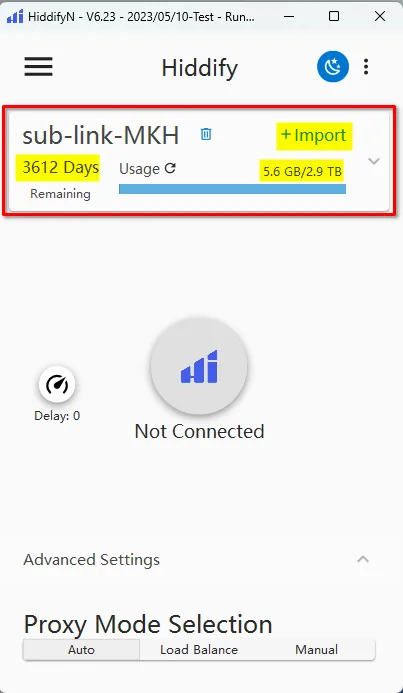 HiddifyN - V6.23 - 2023/05/10-Test - Run...
Hiddify
sub-link-MKH
+Import
3612 Days
Usage
5.6 GB/2.9 TB
Remaining
Delay: 0
Not Connected
Advanced Settings
Proxy Mode Selection
Auto Load Balance Manual